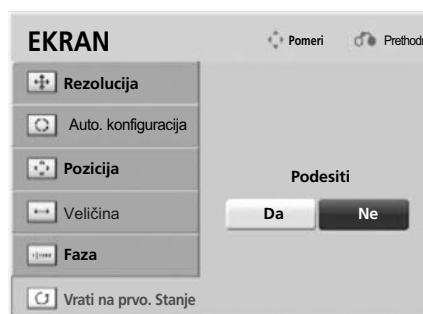 EKRAN
Pomeri
Rezolucija
Auto. konfiguracija
Pozicija
Veličina
Faza
Vrati na prvo. Stanje
Podesiti
Da
Ne